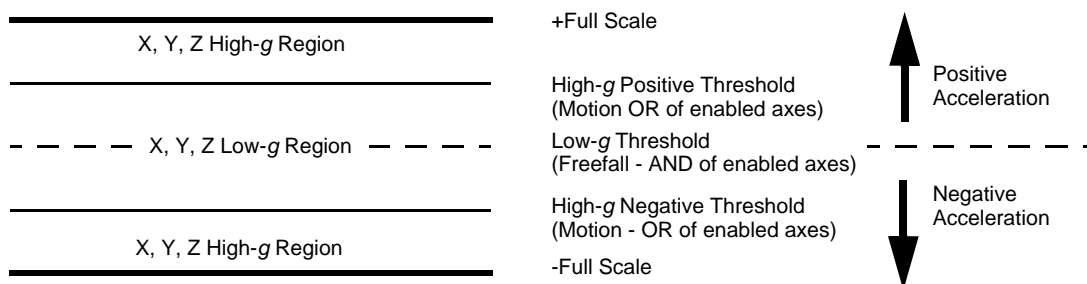 +Full Scale
X, Y, Z High-g Region
High-g Positive Threshold
(Motion OR of enabled axes)
Positive
Acceleration
X, Y, Z Low-g Region
Low-g Threshold
(Freefall - AND of enabled axes)
High-g Negative Threshold
(Motion - OR of enabled axes)
Negative
Acceleration
X, Y, Z High-g Region
-Full Scale